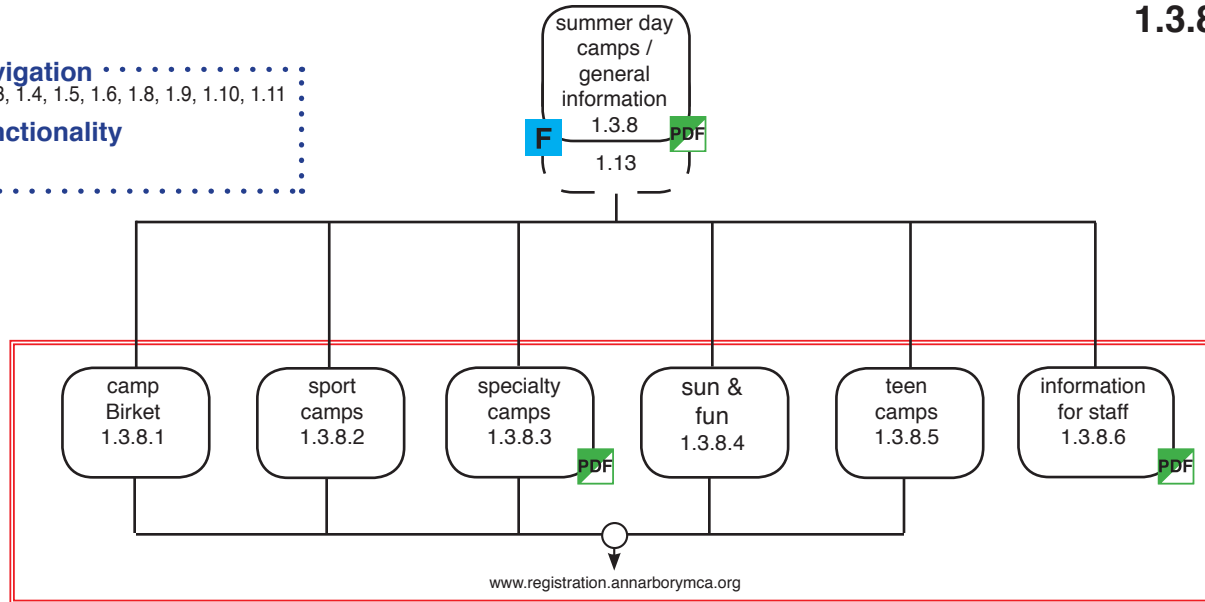 1.3.8
summer day
camps /
general
information
1.3.8
F
PDF
1.13
vigation
3, 1.4, 1.5, 1.6, 1.8, 1.9, 1.10, 1.11
nctionality
camp
Birket
1.3.8.1
sport
camps
1.3.8.2
specialty
camps
1.3.8.3
PDF
sun &
fun
1.3.8.4
teen
camps
1.3.8.5
information
for staff
1.3.8.6
PDF
www.registration.annarborymca.org